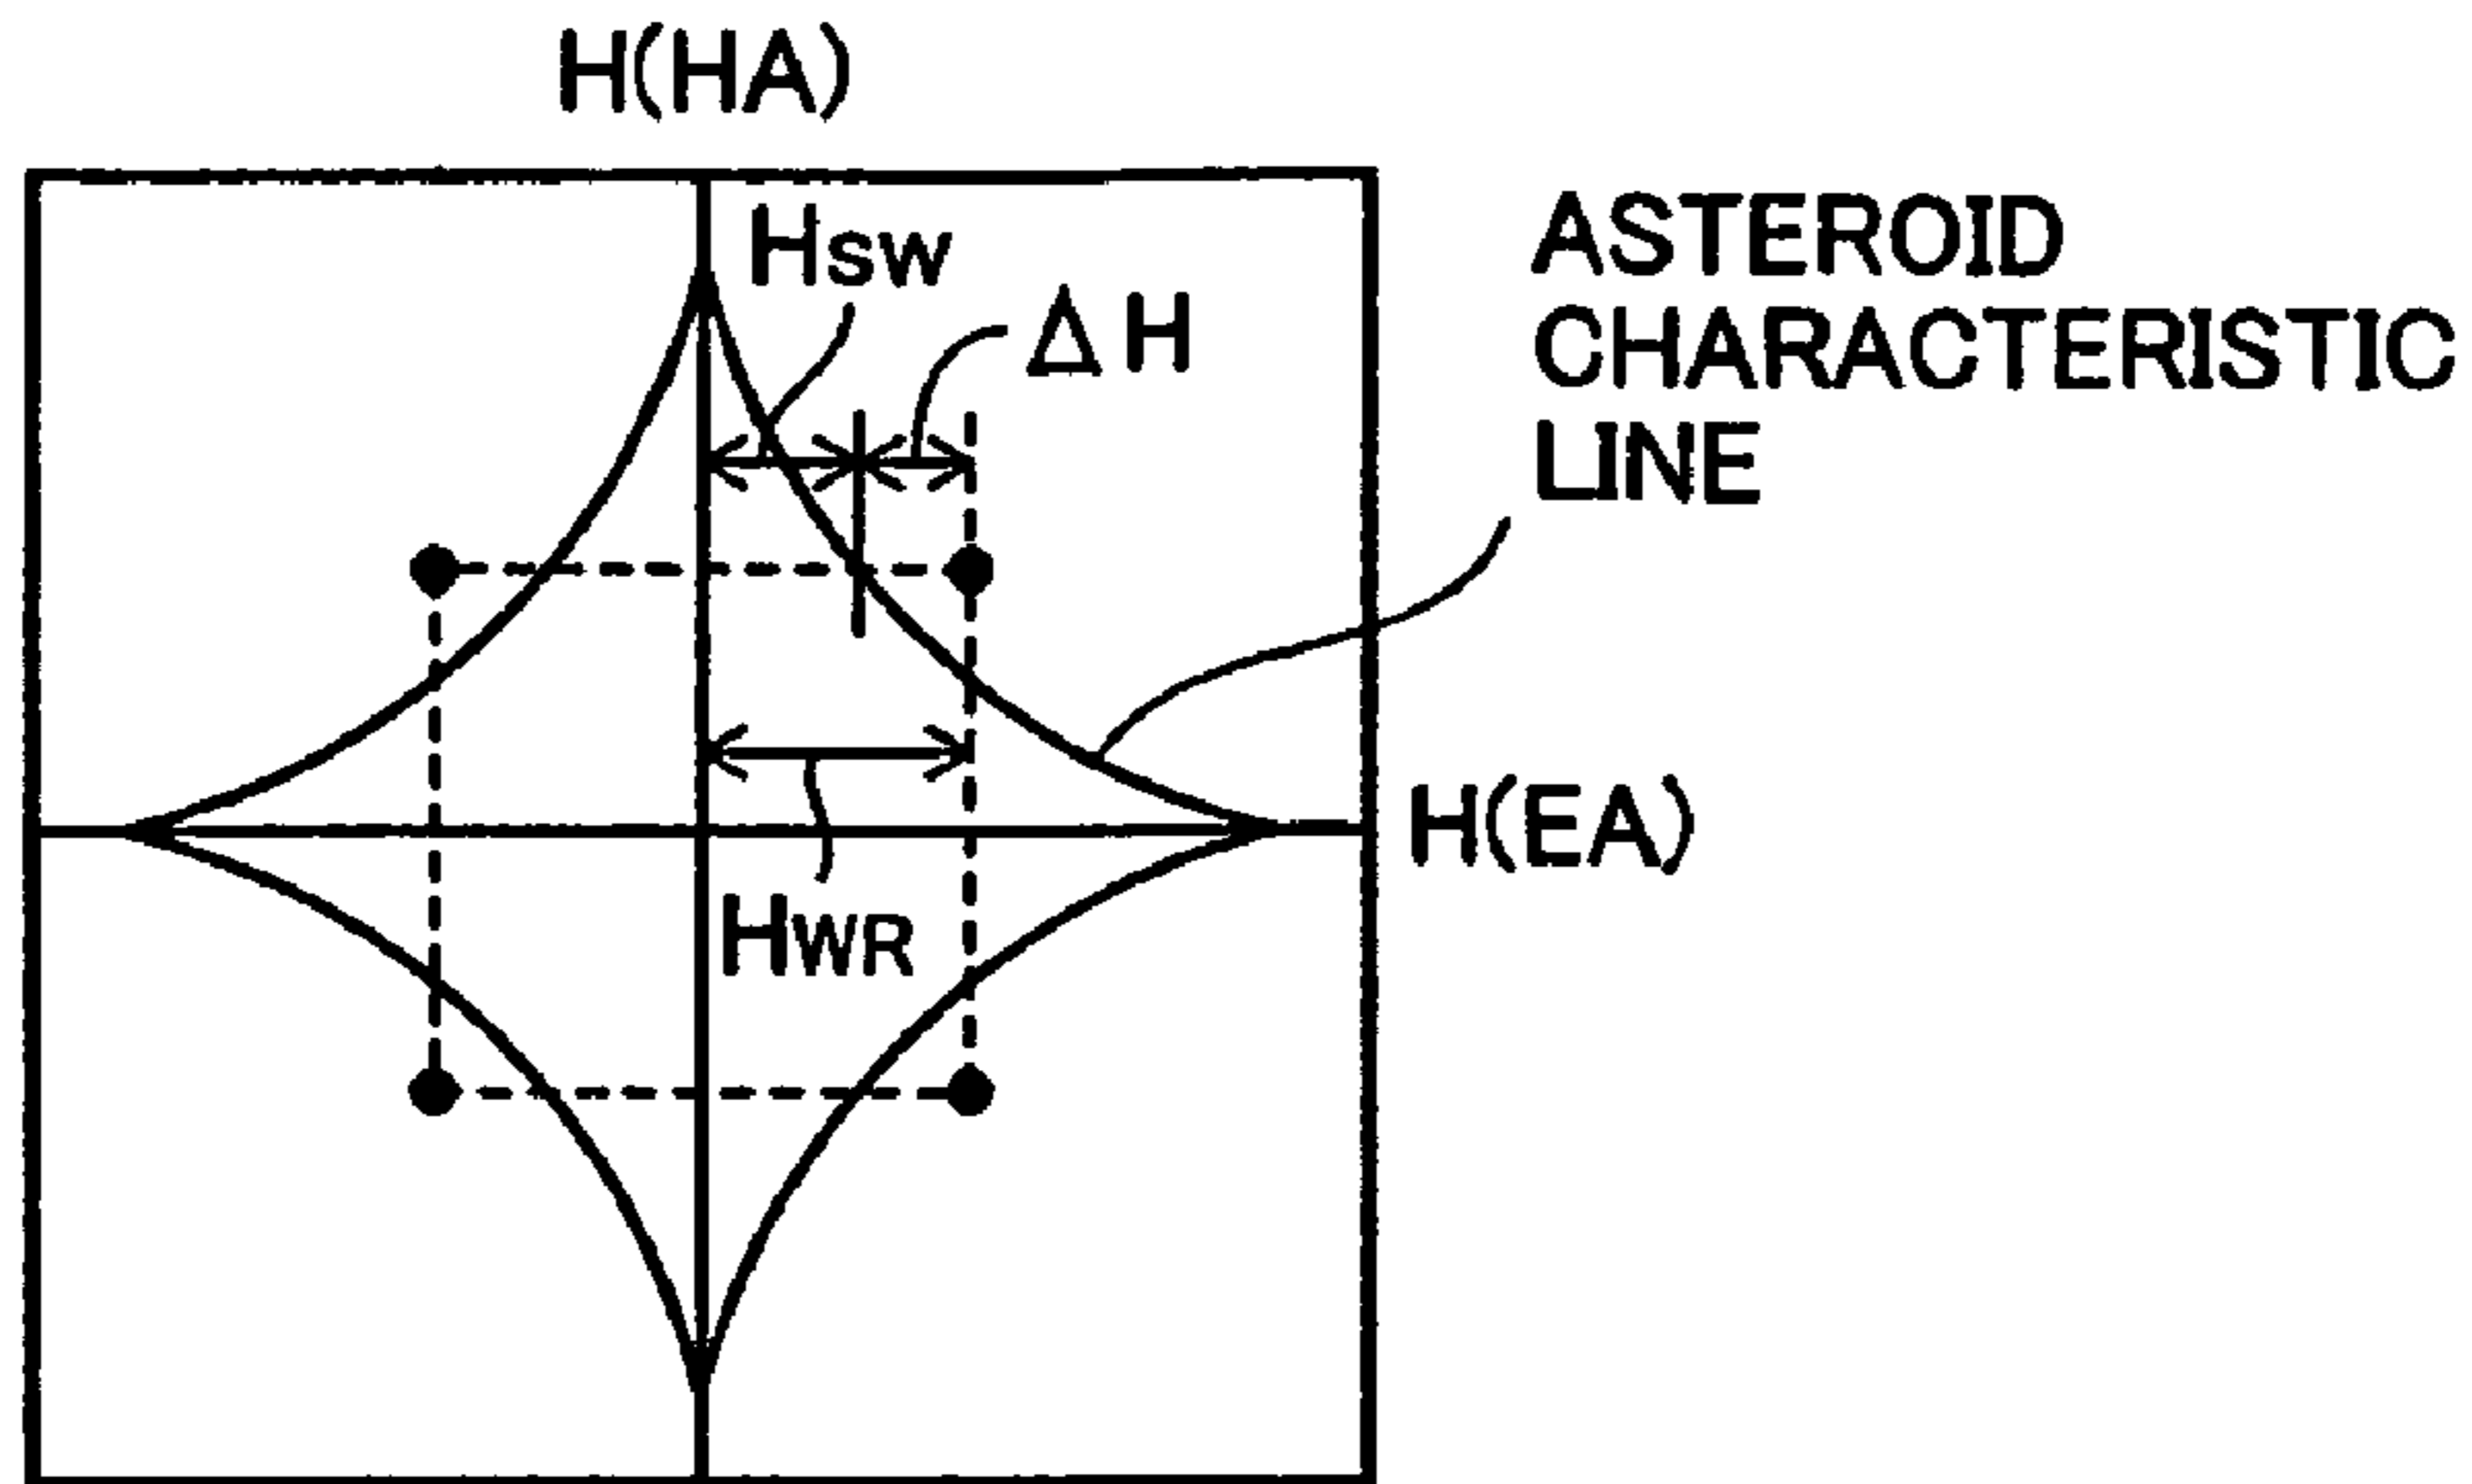 H(HA)
HSW
ΔH
ASTEROID
CHARACTERISTIC
LINE
H(EA)
HWR